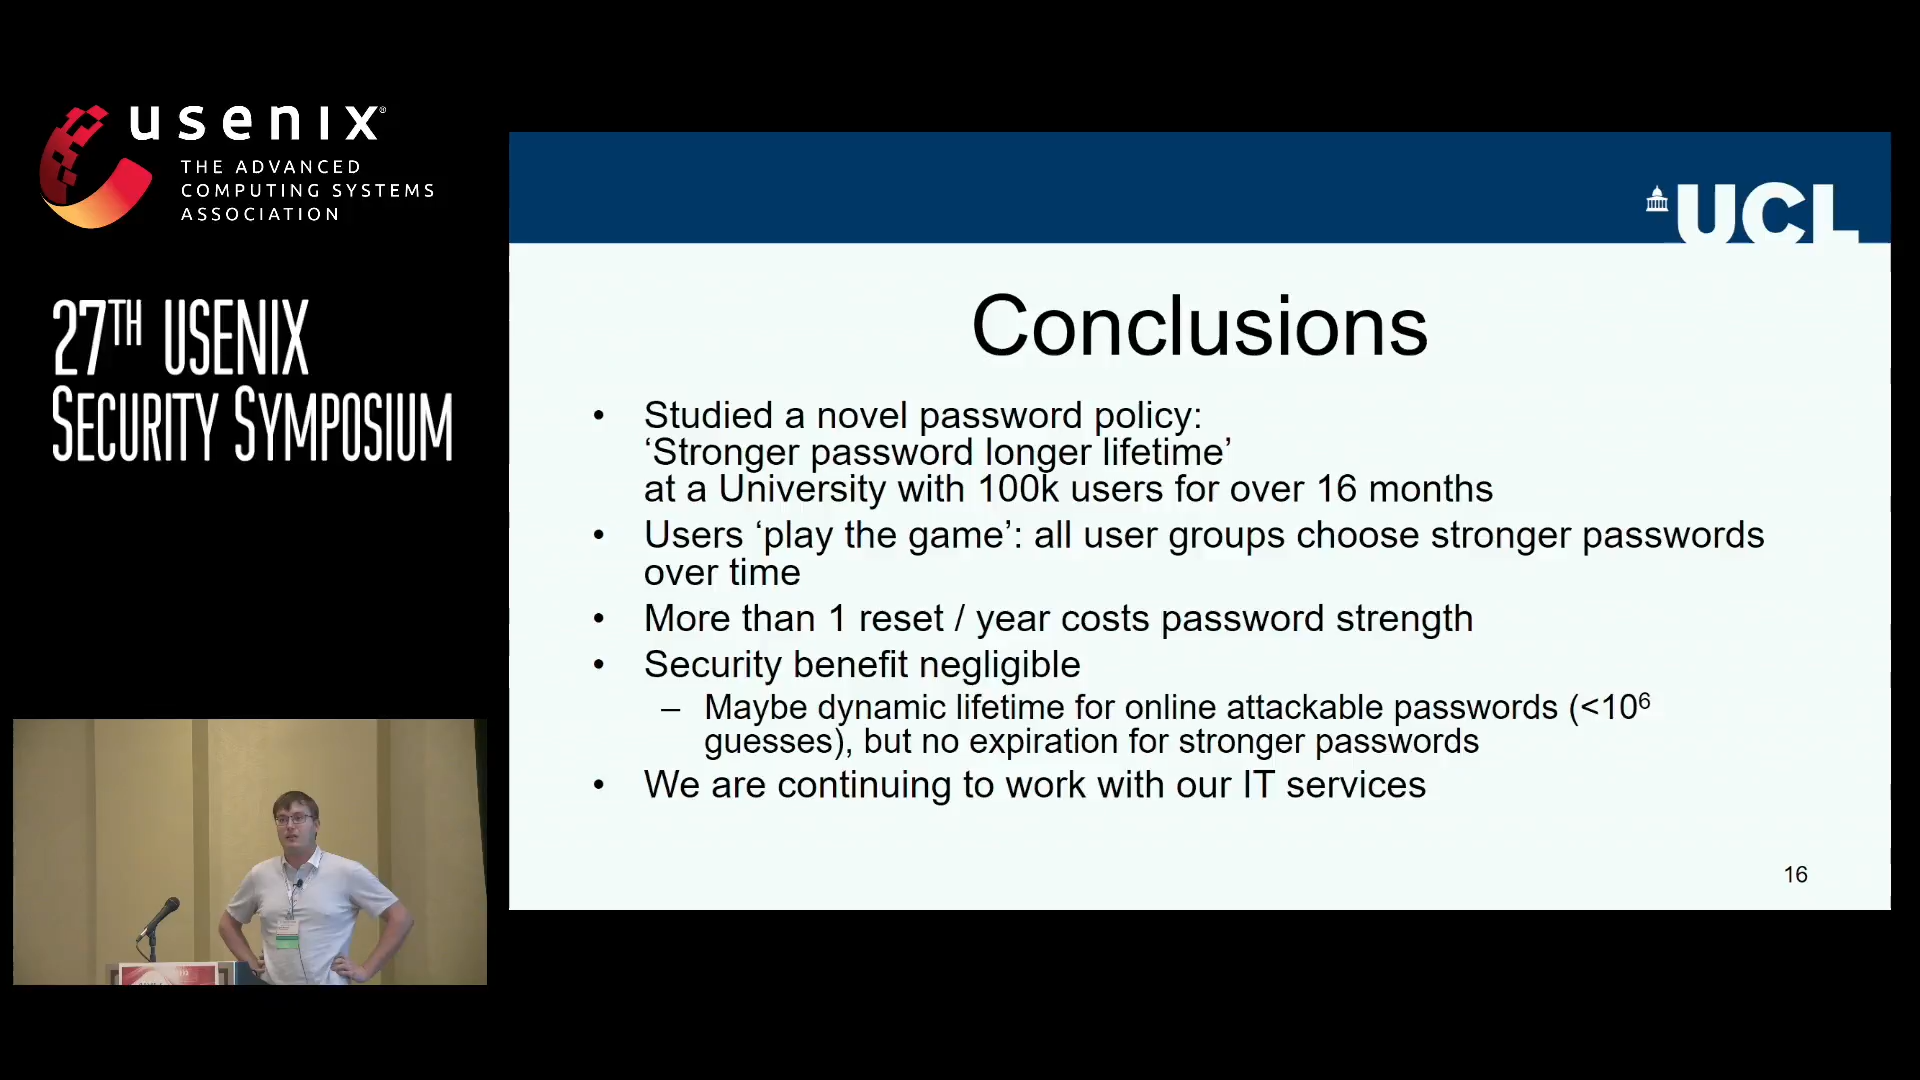 usenix®
THE ADVANCED
COMPUTING SYSTEMS
ASSOCIATION
27TH USENIX
SECURITY SYMPOSIUM
UCL
Conclusions
• Studied a novel password policy:
‘Stronger password longer lifetime’
at a University with 100k users for over 16 months
• Users ‘play the game’: all user groups choose stronger passwords
over time
• More than 1 reset / year costs password strength
• Security benefit negligible
– Maybe dynamic lifetime for online attackable passwords (<10⁶
guesses), but no expiration for stronger passwords
• We are continuing to work with our IT services
16